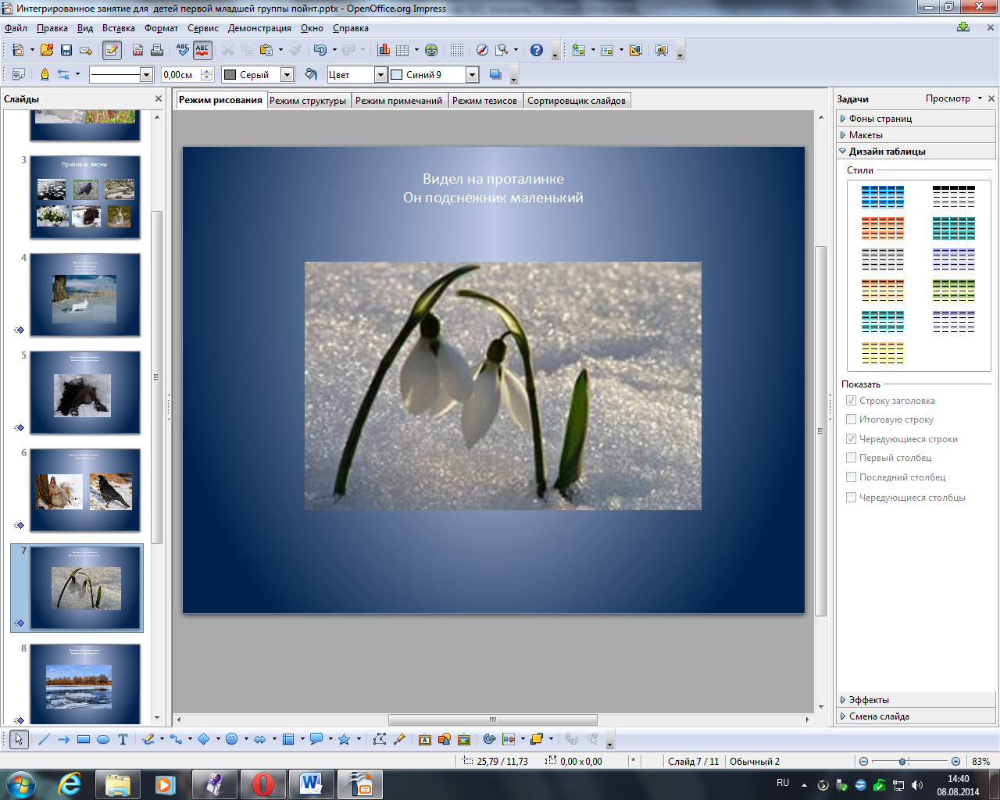 Интегрированное занятие для  детей первой младшей группы пойнт.pptx - OpenOffice.org Impress
Файл Правка Вид Вставка Формат Сервис Демонстрация Окно Справка
ABC ABC
0,00см Серый Цвет Синий 9
Слайды
Режим рисования Режим структуры Режим примечаний Режим тезисов Сортировщик слайдов
Задачи Просмотр
Фоны страниц
Макеты
Дизайн таблицы
Стили
3
Признаки весны
4
5
6
7
8
Видел на проталинке
Он подснежник маленький
Показать
Строку заголовка
Итоговую строку
Чередующиеся строки
Первый столбец
Последний столбец
Чередующиеся столбцы
Эффекты
Смена слайда
25,79 / 11,73 0,00 x 0,00 * Слайд 7 / 11 Обычный 2 83%
RU 14:40
08.08.2014